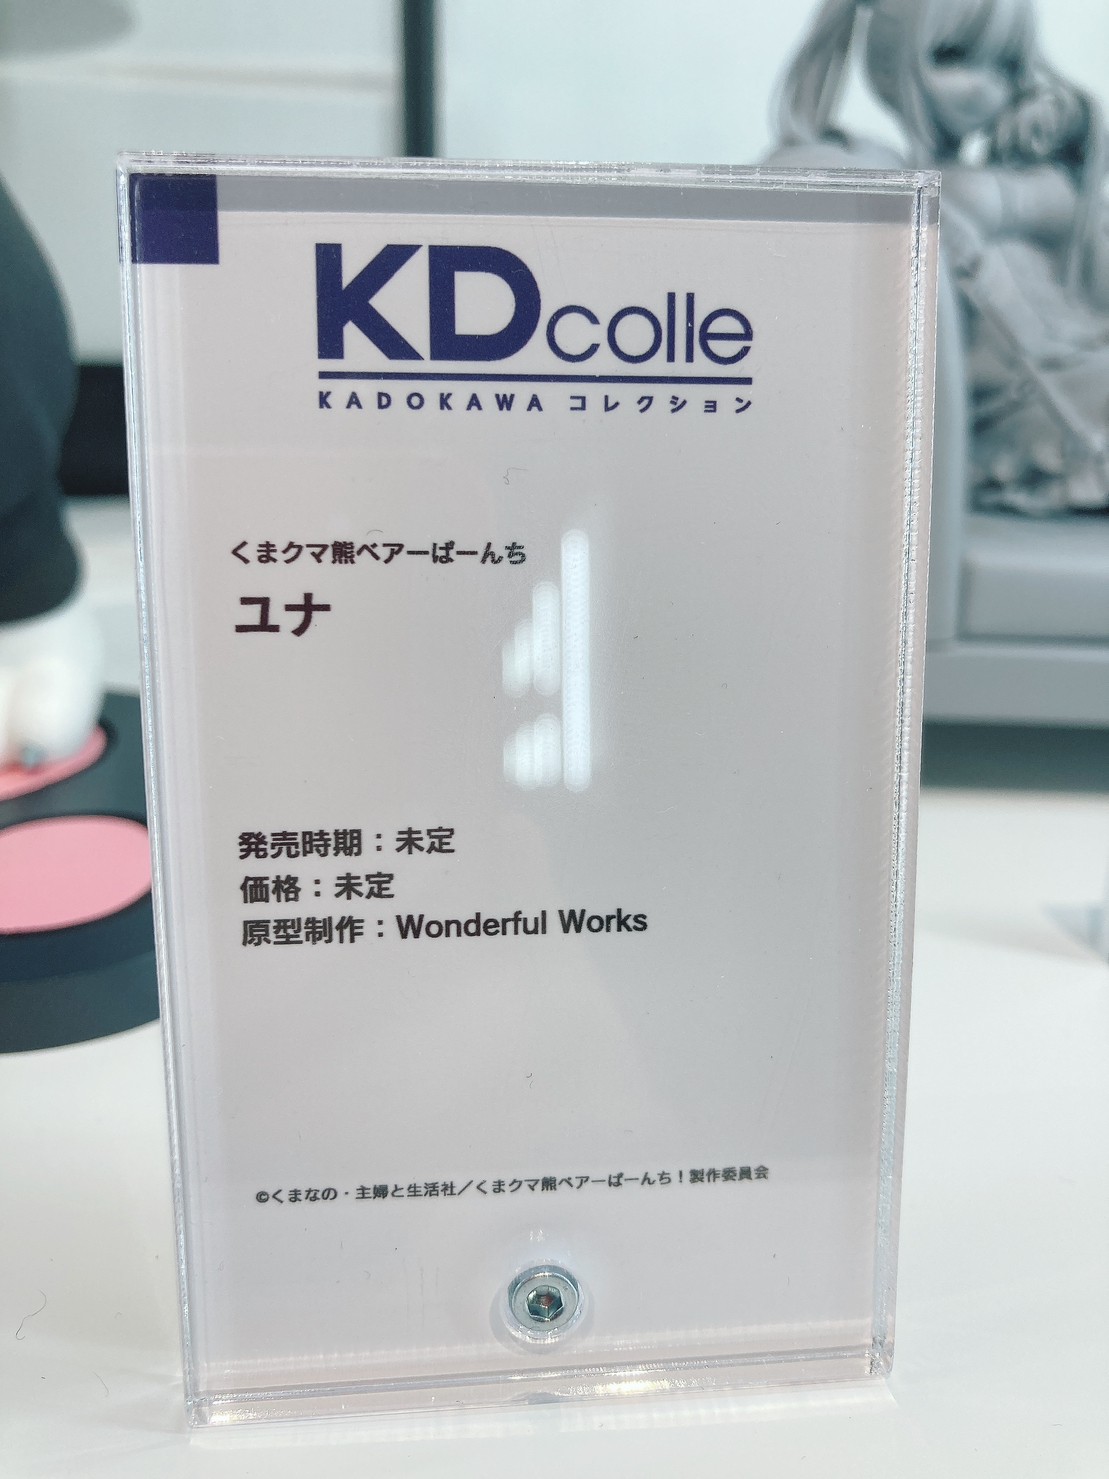 KDcolle
KADOKAWA コレクション
くまクマ熊ベアーぱーんち
ユナ
発売時期：未定
価格：未定
原型制作：Wonderful Works
©くまなの・主婦と生活社／くまクマ熊ベアーぱーんち！製作委員会